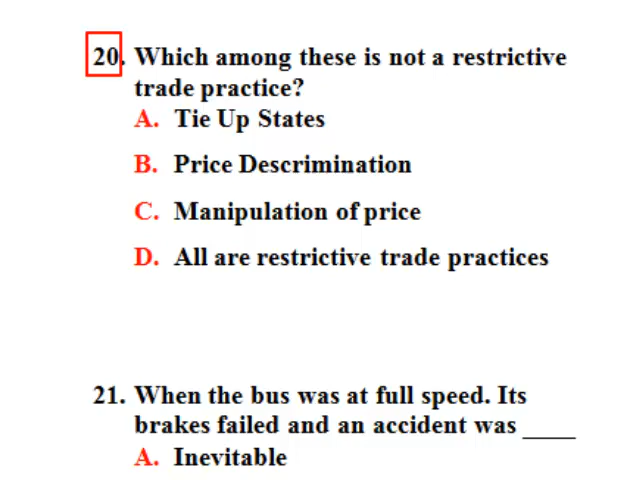 20. Which among these is not a restrictive
trade practice?
A. Tie Up States
B. Price Descrimination
C. Manipulation of price
D. All are restrictive trade practices
21. When the bus was at full speed. Its
brakes failed and an accident was ____
A. Inevitable